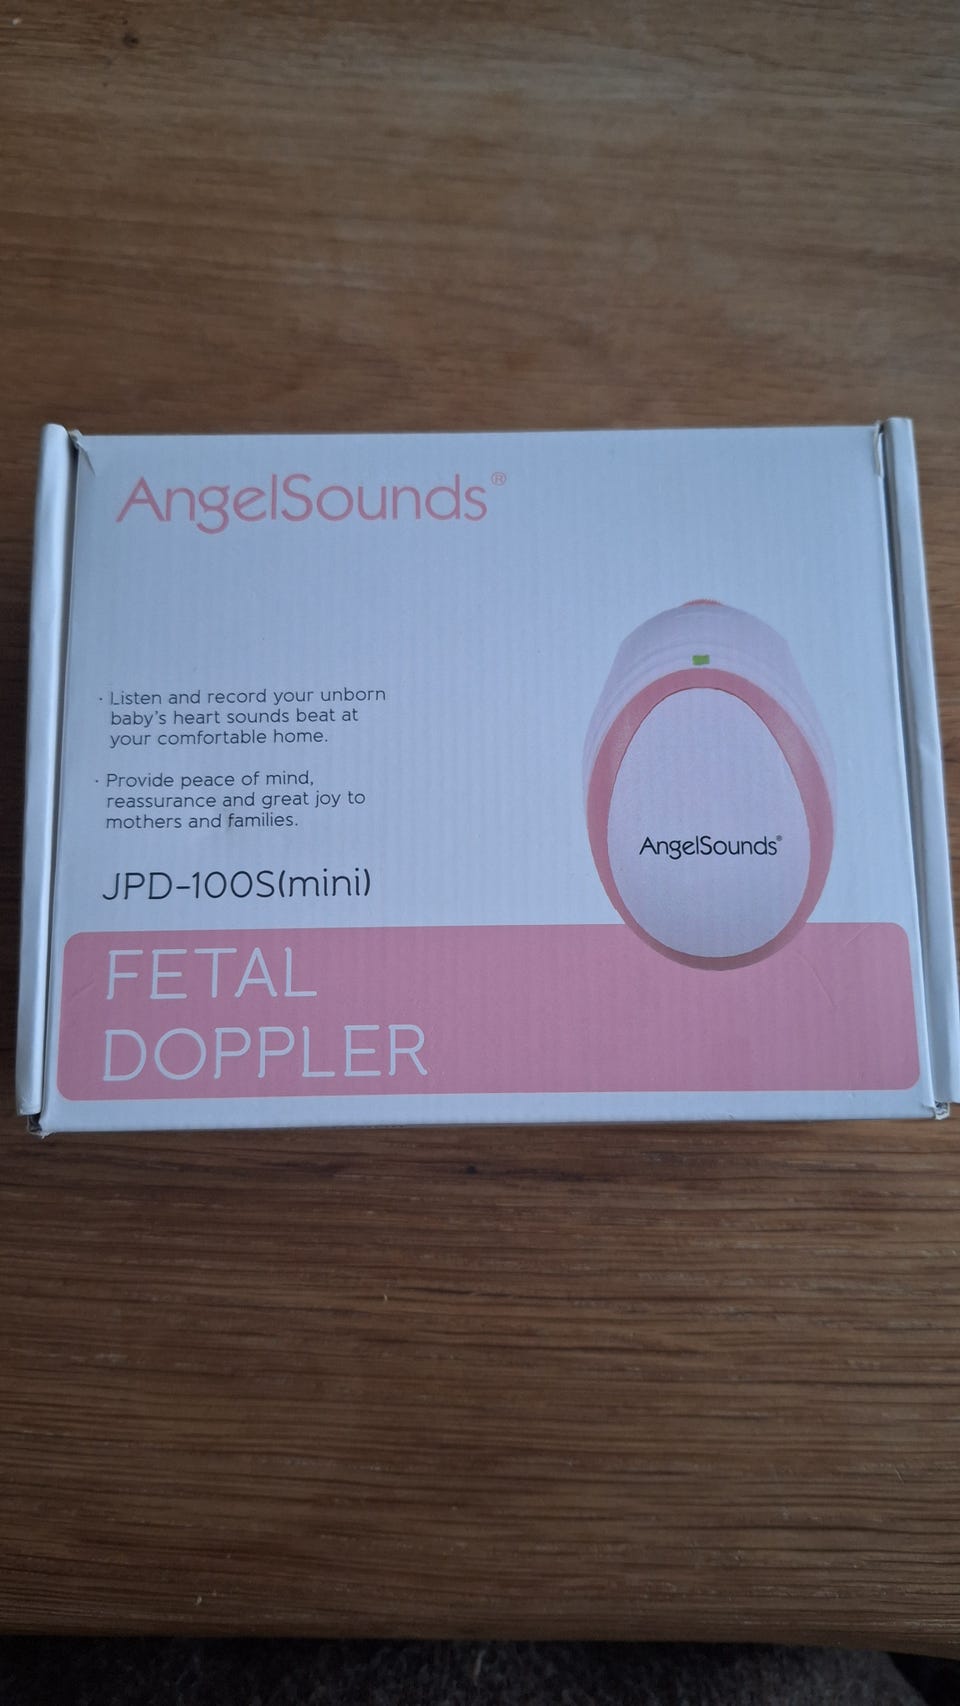 AngelSounds®
· Listen and record your unborn
baby's heart sounds beat at
your comfortable home.
· Provide peace of mind,
reassurance and great joy to
mothers and families.
AngelSounds®
JPD-100S(mini)
FETAL
DOPPLER